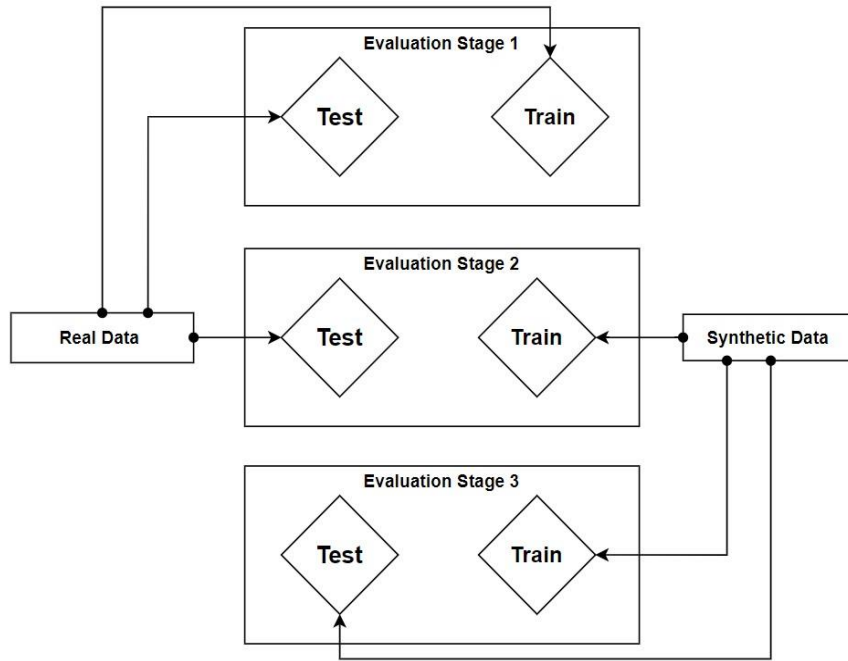 Evaluation Stage 1
Test
Train
Evaluation Stage 2
Real Data
Test
Train
Synthetic Data
Evaluation Stage 3
Test
Train